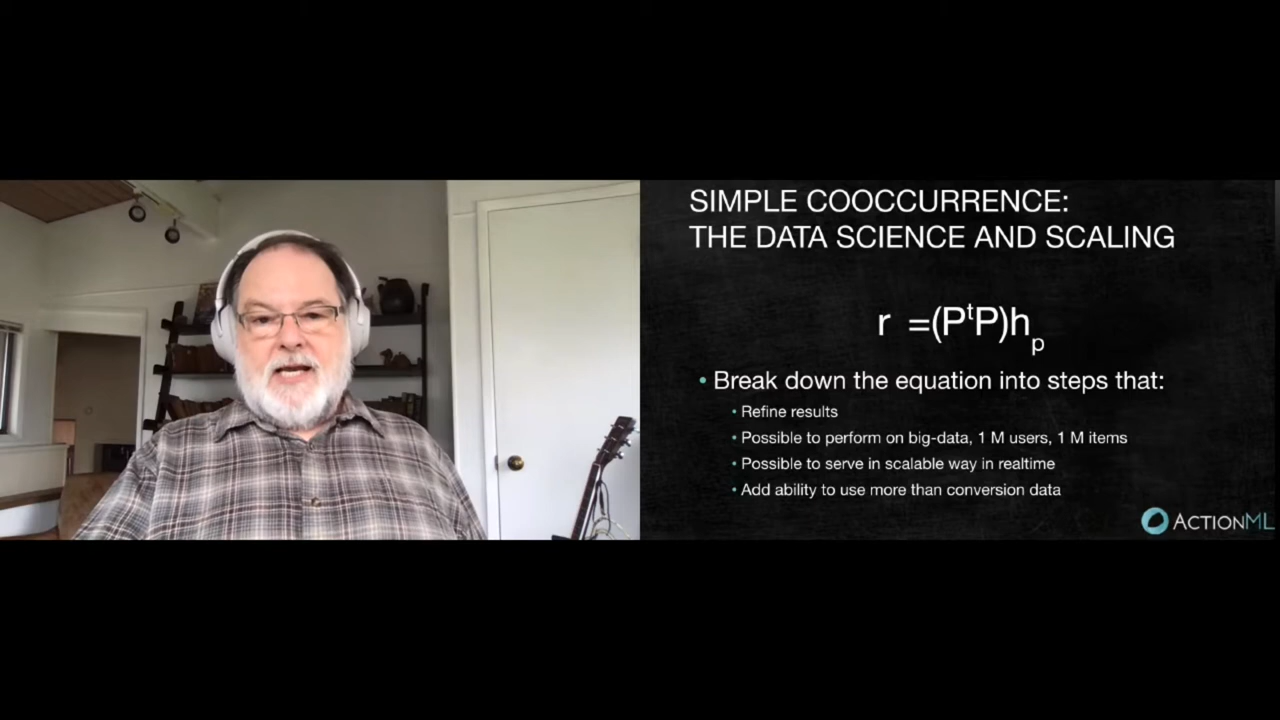 SIMPLE COOCCURRENCE:
THE DATA SCIENCE AND SCALING
r =(PᵗP)hₚ
• Break down the equation into steps that:
• Refine results
• Possible to perform on big-data, 1 M users, 1 M items
• Possible to serve in scalable way in realtime
• Add ability to use more than conversion data
ACTIONML